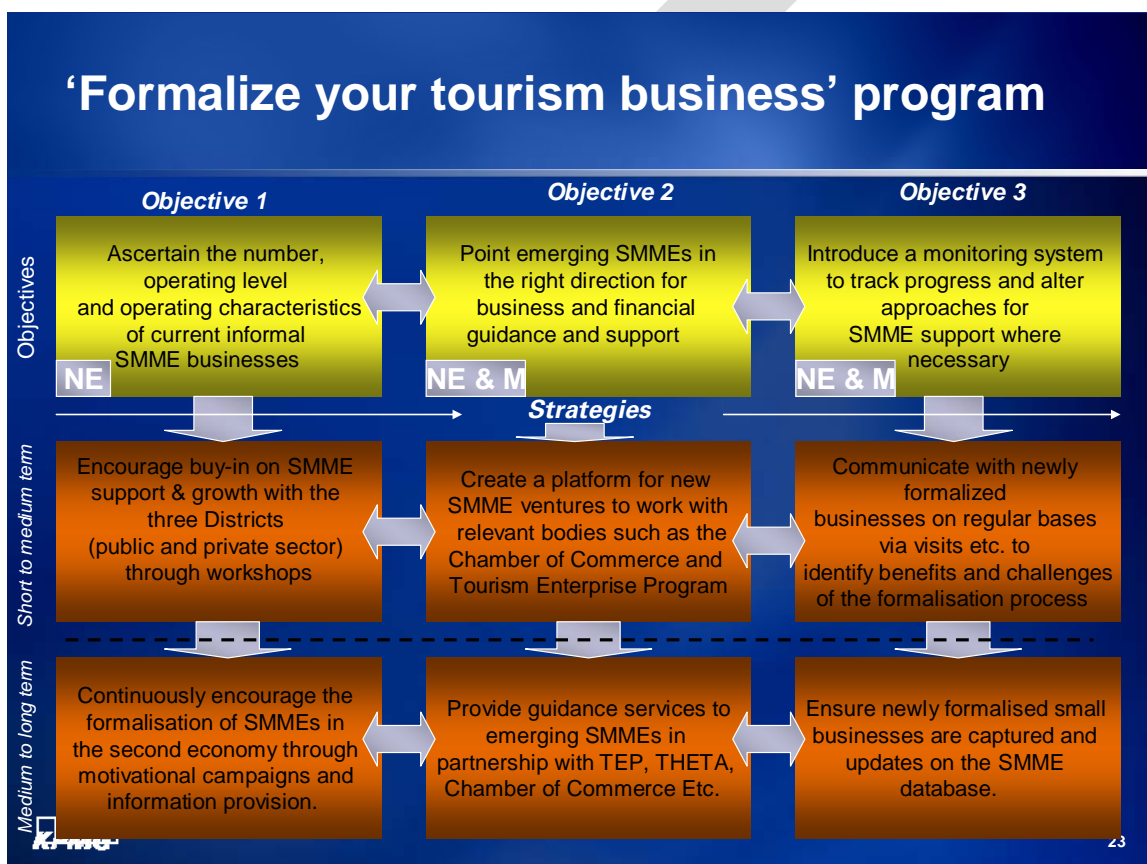 ‘Formalize your tourism business’ program
Objective 1
Objective 2
Objective 3
Objectives
Ascertain the number,
operating level
and operating characteristics
of current informal
SMME businesses
NE
Point emerging SMMEs in
the right direction for
business and financial
guidance and support
NE & M
Introduce a monitoring system
to track progress and alter
approaches for
SMME support where
necessary
NE & M
Strategies
Short to medium term
Encourage buy-in on SMME
support & growth with the
three Districts
(public and private sector)
through workshops
Create a platform for new
SMME ventures to work with
relevant bodies such as the
Chamber of Commerce and
Tourism Enterprise Program
Communicate with newly
formalized
businesses on regular bases
via visits etc. to
identify benefits and challenges
of the formalisation process
Medium to long term
Continuously encourage the
formalisation of SMMEs in
the second economy through
motivational campaigns and
information provision.
Provide guidance services to
emerging SMMEs in
partnership with TEP, THETA,
Chamber of Commerce Etc.
Ensure newly formalised small
businesses are captured and
updates on the SMME
database.
KPMG
23